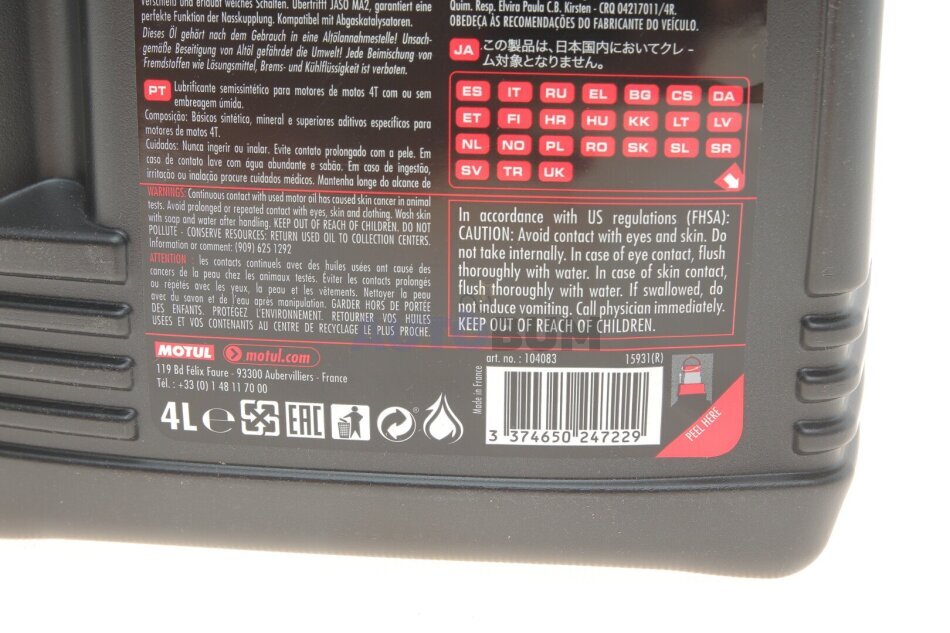 verscheid und erlaubt weiches Schalten. Übertrifft JASO MA2, garantiert eine
perfekte Funktion der Nasskupplung. Kompatibel mit Abgaskatalysatoren.
Dieses Öl gehört nach dem Gebrauch in eine Altölannahmestelle! Unsach-
gemäße Beseitigung von Altöl gefährdet die Umwelt! Jede Beimischung von
Fremdstoffen wie Lösungsmittel, Brems- und Kühlflüssigkeit ist verboten.
PT Lubrificante semissintético para motores de motos 4T com ou sem
embreagem úmida.
Composição: Básicos sintético, mineral e superiores aditivos específicos para
motores de motos 4T.
Cuidados: Nunca ingerir ou inalar. Evite contato prolongado com a pele. Em
caso de contato lave com água abundante e sabão. Em caso de ingestão,
irritação ou inalação procure cuidados médicos. Mantenha longe do alcance de
WARNINGS: Continuous contact with used motor oil has caused skin cancer in animal
tests. Avoid prolonged or repeated contact with eyes, skin and clothing. Wash skin
with soap and water after handling. KEEP OUT OF REACH OF CHILDREN. DO NOT
POLLUTE - CONSERVE RESOURCES: RETURN USED OIL TO COLLECTION CENTERS.
Information or comment: (909) 625 1292
ATTENTION : les contacts continuels avec des huiles usées ont causé des
cancers de la peau chez les animaux testés. Éviter les contacts prolongés
ou répétés avec les yeux, la peau et les vêtements. Nettoyer la peau
avec du savon et de l'eau après manipulation. GARDER HORS DE PORTÉE
DES ENFANTS. PROTÉGEZ L'ENVIRONNEMENT. RETOURNER VOS HUILES
USÉES ET VOS CONTENANTS AU CENTRE DE RECYCLAGE LE PLUS PROCHE.
MOTUL motul.com
119 Bd Félix Faure - 93300 Aubervilliers - France
Tél. : +33 (0) 1 48 11 70 00
4L ℮ EAC
Quim. Resp. Elvira Paula C.B. Kirsten - CRQ 04217011/4R.
OBEDEÇA ÀS RECOMENDAÇÕES DO FABRICANTE DO VEÍCULO.
JA この製品は、日本国内においてクレ-
ム対象となりません。
ES IT RU EL BG CS DA
ET FI HR HU KK LT LV
NL NO PL RO SK SL SR
SV TR UK
In accordance with US regulations (FHSA):
CAUTION: Avoid contact with eyes and skin. Do
not take internally. In case of eye contact, flush
thoroughly with water. In case of skin contact,
flush thoroughly with water. If swallowed, do
not induce vomiting. Call physician immediately.
KEEP OUT OF REACH OF CHILDREN.
art. no. : 104083 15931(R)
Made in France
3 374650 247229
PEEL HERE